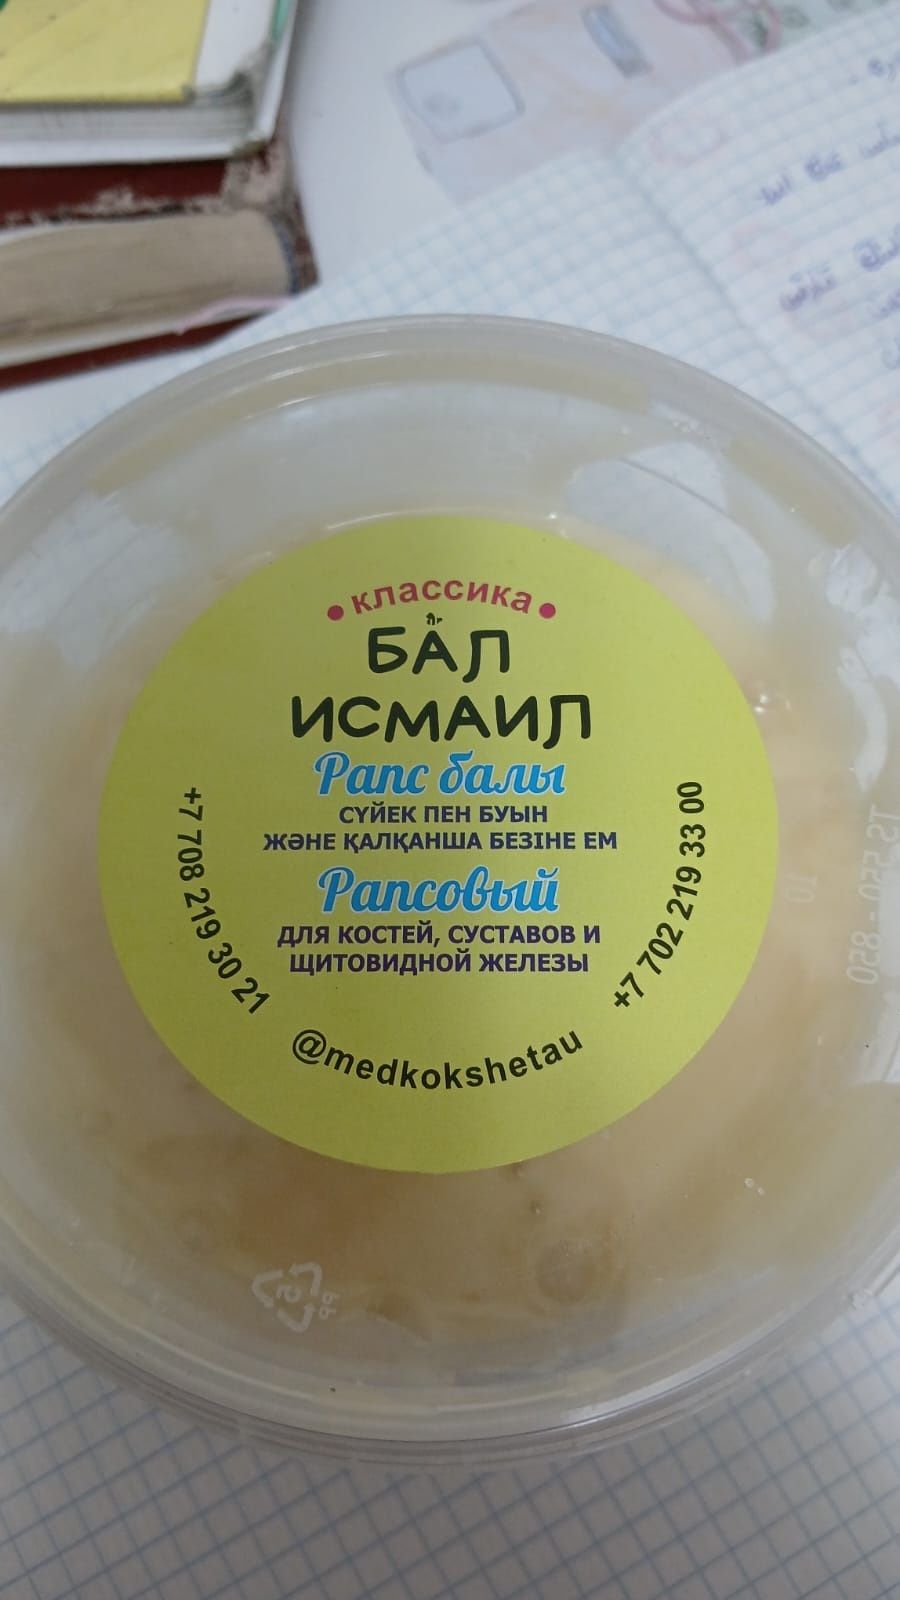 •классика•
БАЛ
ИСМАИЛ
Рапс балы
СҮЙЕК ПЕН БУЫН
ЖӘНЕ ҚАЛҚАНША БЕЗІНЕ ЕМ
Рапсовый
ДЛЯ КОСТЕЙ, СУСТАВОВ И
ЩИТОВИДНОЙ ЖЕЛЕЗЫ
+7 708 219 30 21
@medkokshetau
+7 702 219 33 00